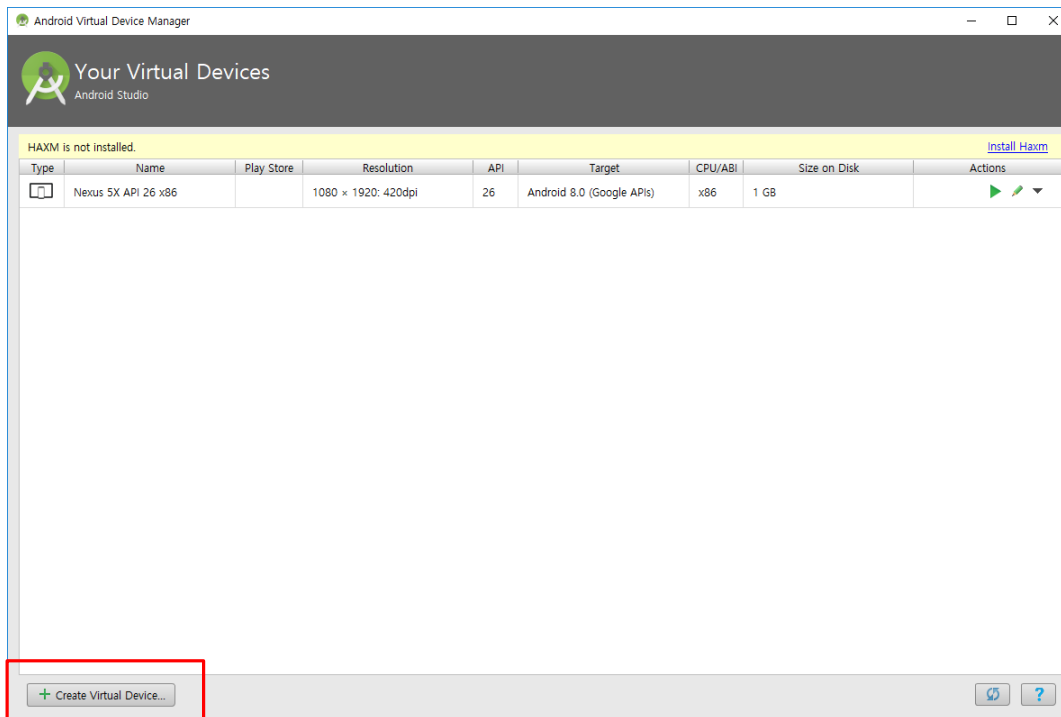 Android Virtual Device Manager
Your Virtual Devices
Android Studio
HAXM is not installed. Install Haxm
Type Name Play Store Resolution API Target CPU/ABI Size on Disk Actions
Nexus 5X API 26 x86 1080 × 1920: 420dpi 26 Android 8.0 (Google APIs) x86 1 GB
+ Create Virtual Device... ?